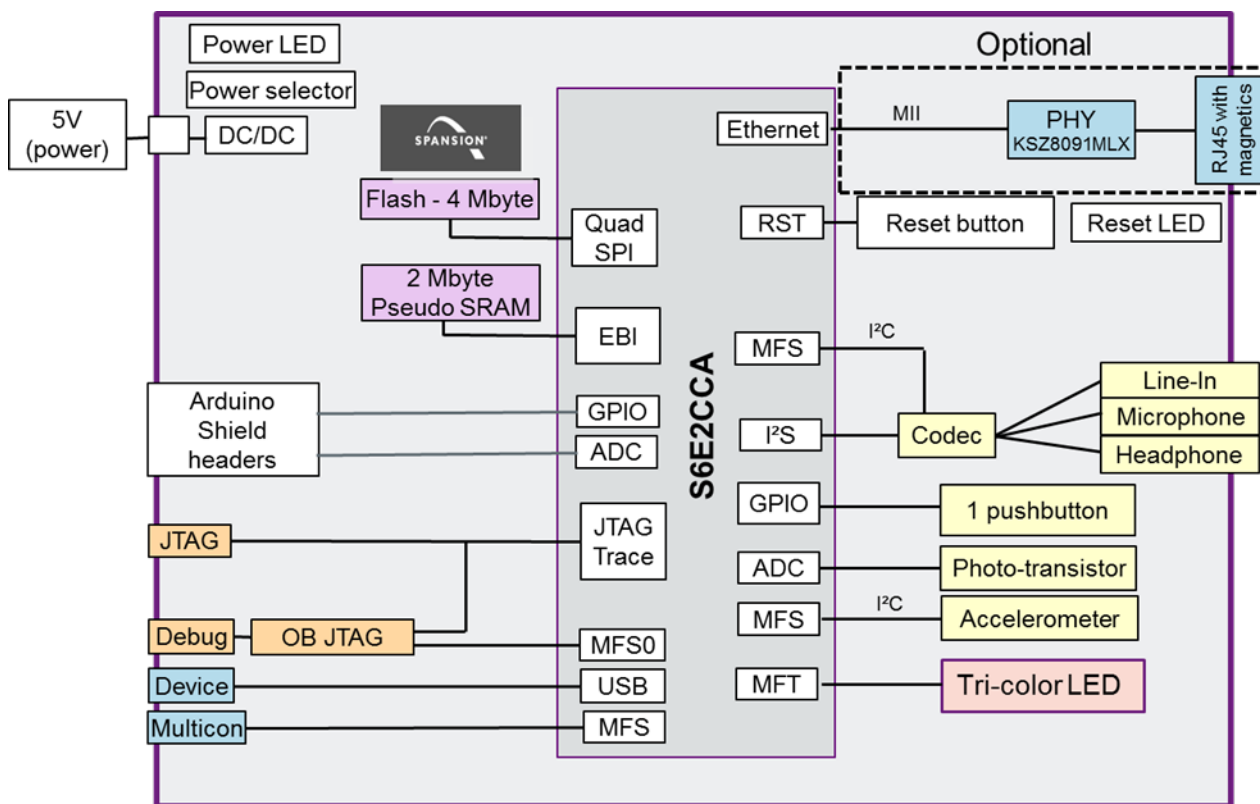 Power LED
Power selector
5V
(power)
DC/DC
SPANSION®
Flash - 4 Mbyte
2 Mbyte
Pseudo SRAM
Arduino
Shield
headers
JTAG
Debug
OB JTAG
Device
Multicon
Quad
SPI
EBI
GPIO
ADC
JTAG
Trace
MFS0
USB
MFS
S6E2CCA
Optional
Ethernet
MII
PHY
KSZ8091MLX
RJ45 with
magnetics
RST
Reset button
Reset LED
MFS
I²C
I²S
Codec
Line-In
Microphone
Headphone
GPIO
1 pushbutton
ADC
Photo-transistor
MFS
I²C
Accelerometer
MFT
Tri-color LED